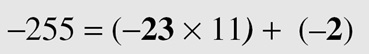 –255 = (–23 × 11) + (–2)